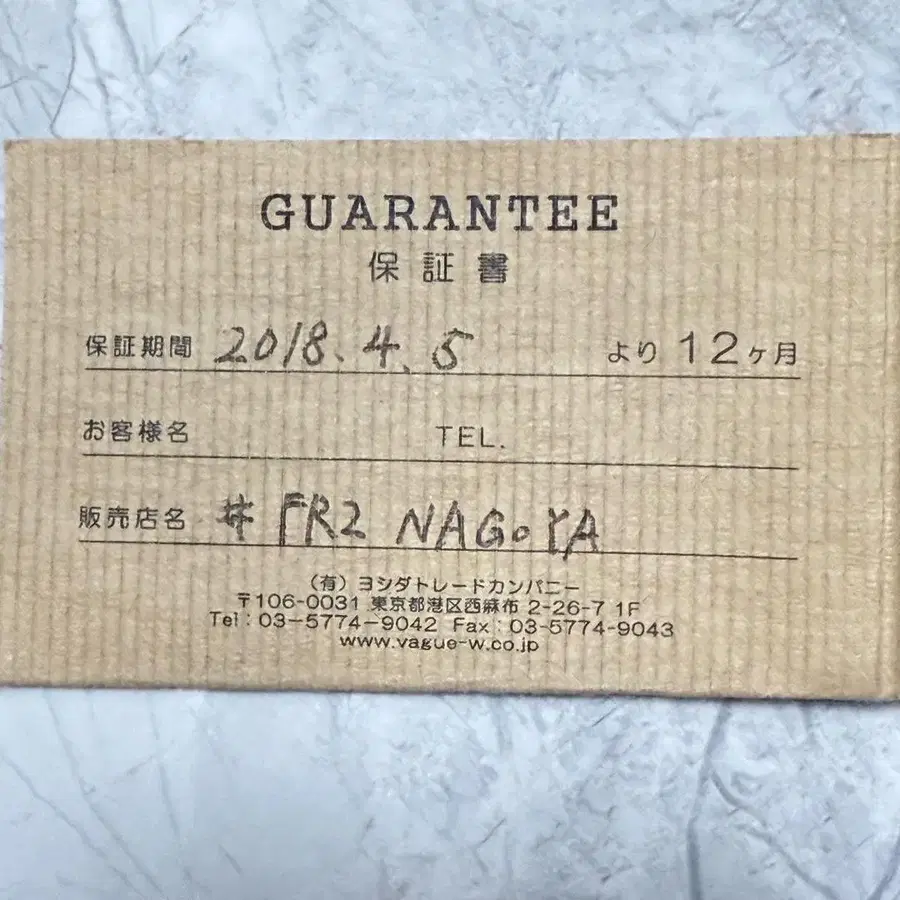 GUARANTEE
保証書
保証期間 2018.4.5 より 12ヶ月
お客様名 TEL.
販売店名 #FR2 NAGOYA
(有)ヨシダトレードカンパニー
〒106-0031 東京都港区西麻布 2-26-7 1F
Tel:03-5774-9042 Fax:03-5774-9043
www.vague-w.co.jp